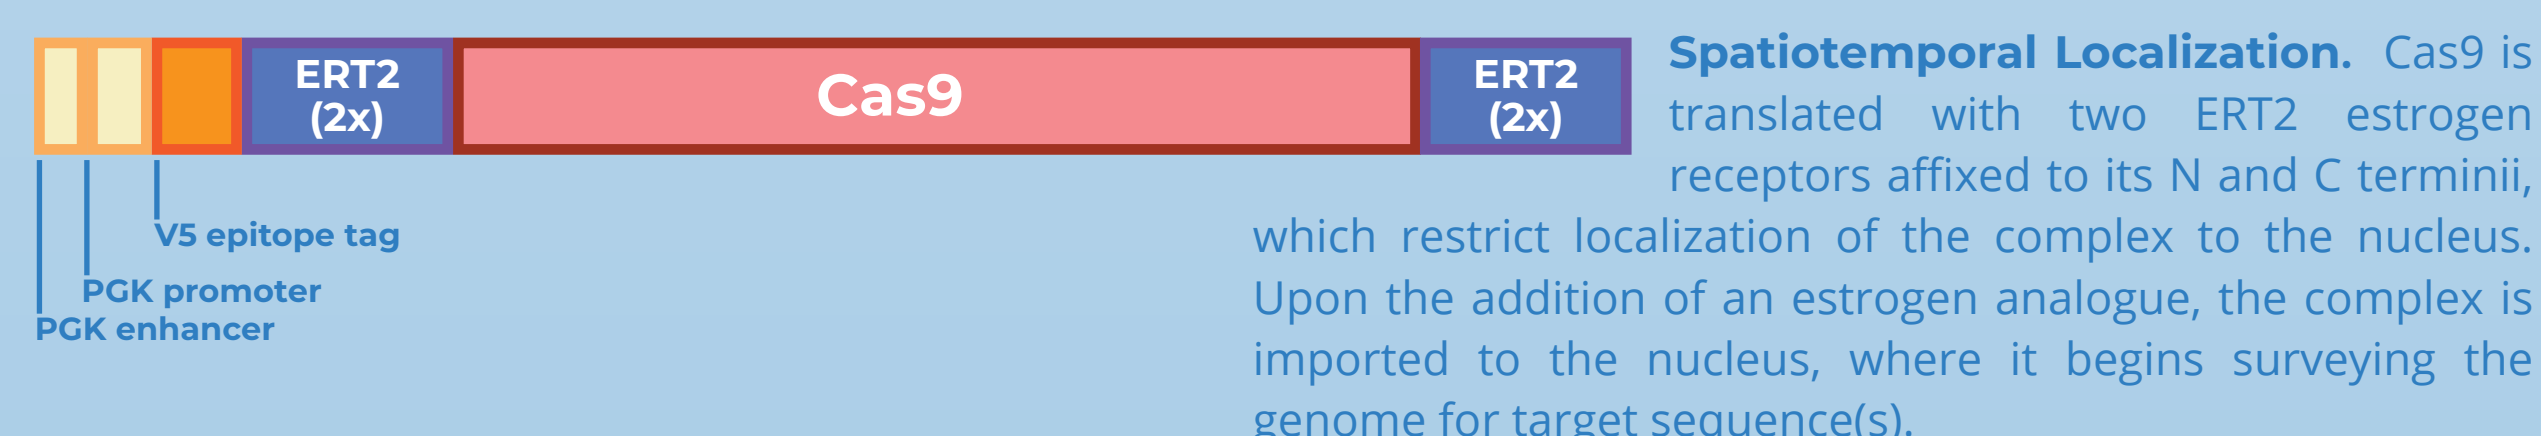 ERT2
(2x)
Cas9
ERT2
(2x)
V5 epitope tag
PGK promoter
PGK enhancer
Spatiotemporal Localization. Cas9 is
translated with two ERT2 estrogen
receptors affixed to its N and C terminii,
which restrict localization of the complex to the nucleus.
Upon the addition of an estrogen analogue, the complex is
imported to the nucleus, where it begins surveying the
genome for target sequence(s).